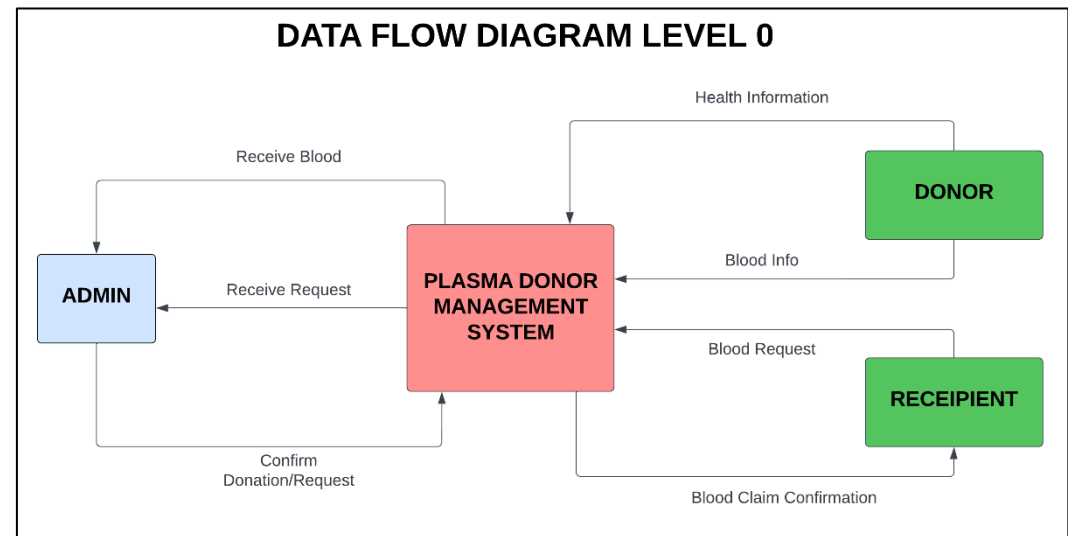 DATA FLOW DIAGRAM LEVEL 0
Health Information
Receive Blood
DONOR
Blood Info
PLASMA DONOR
MANAGEMENT
SYSTEM
ADMIN
Receive Request
Blood Request
RECEIPIENT
Confirm
Donation/Request
Blood Claim Confirmation